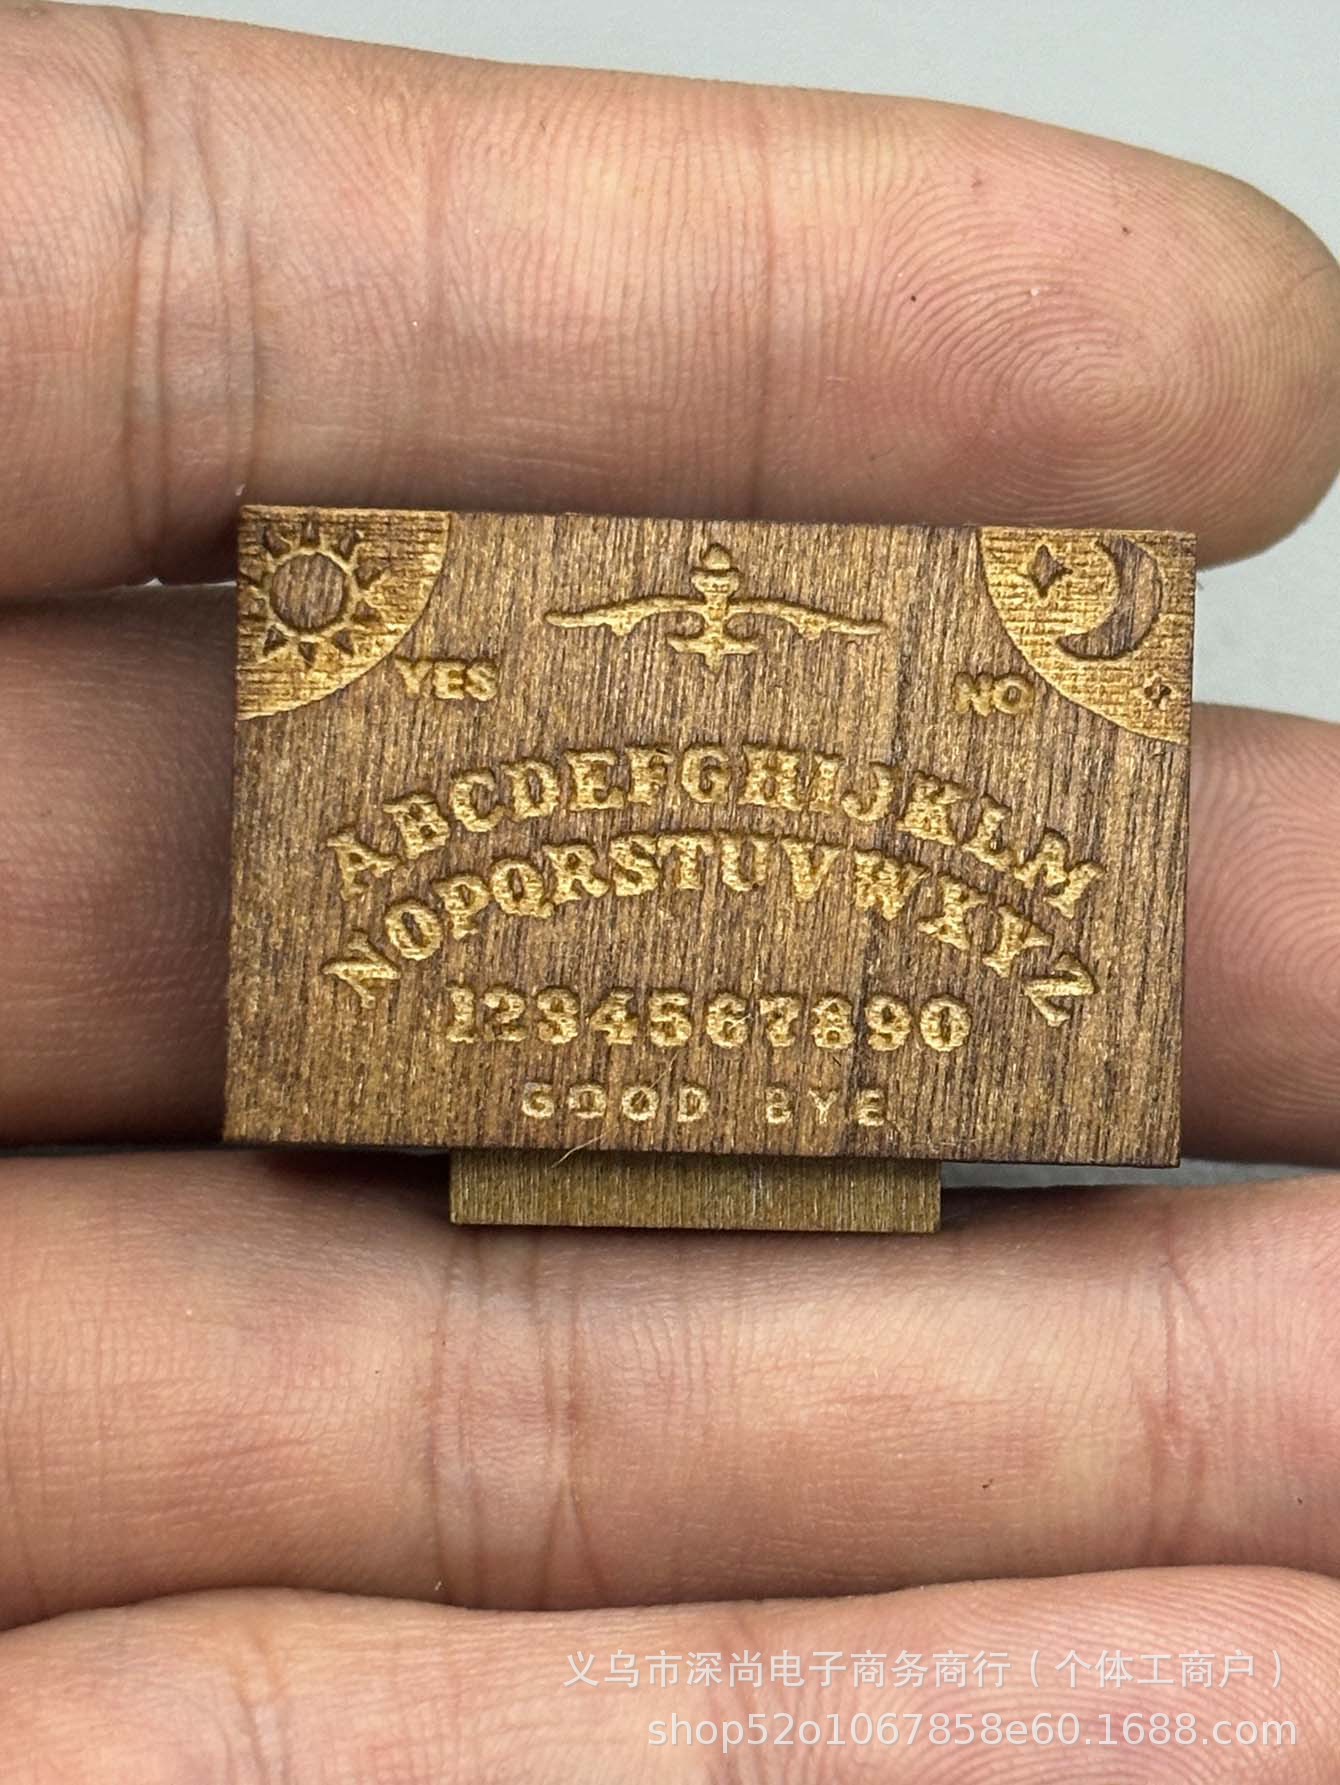 YES
NO
ABCDEFGHIJKLM
NOPQRSTUVWXYZ
1234567890
GOOD BYE
义乌市深尚电子商务商行（个体工商户）
shop52o1067858e60.1688.com